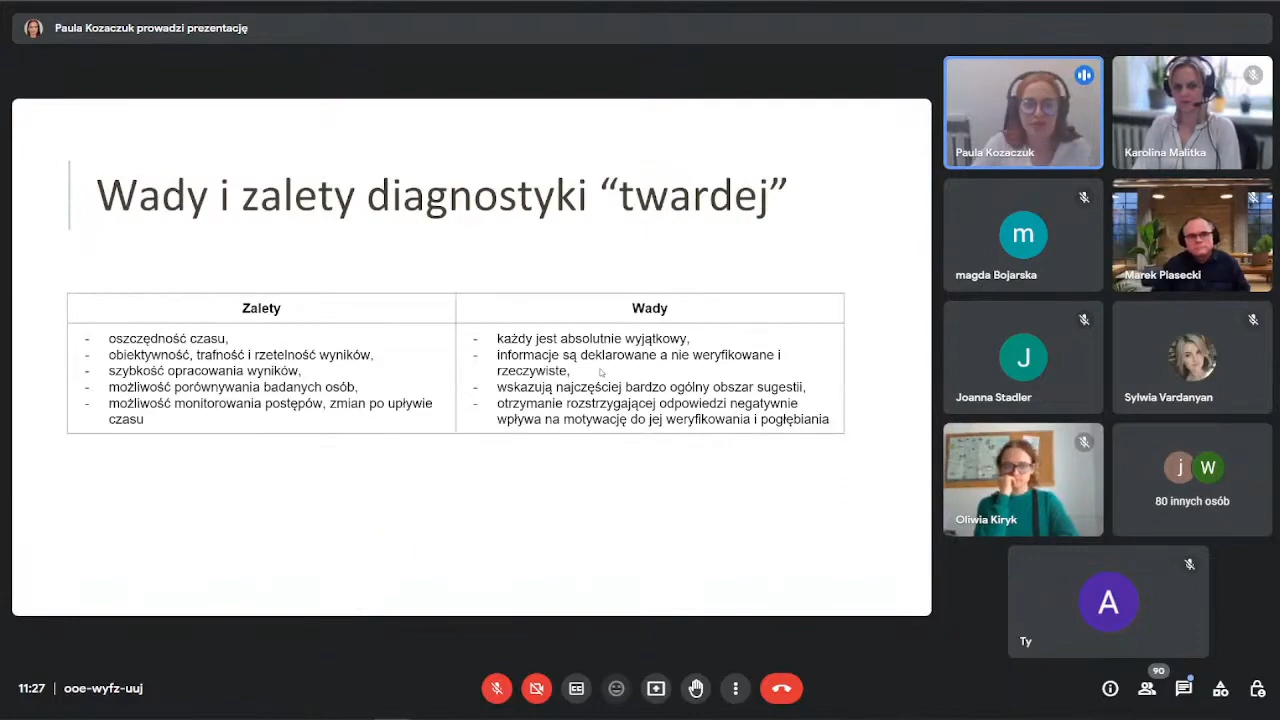 Paula Kozaczuk prowadzi prezentację
Wady i zalety diagnostyki “twardej”
Zalety
- oszczędność czasu,
- obiektywność, trafność i rzetelność wyników,
- szybkość opracowania wyników,
- możliwość porównywania badanych osób,
- możliwość monitorowania postępów, zmian po upływie
czasu
Wady
- każdy jest absolutnie wyjątkowy,
- informacje są deklarowane a nie weryfikowane i
rzeczywiste,
- wskazują najczęściej bardzo ogólny obszar sugestii,
- otrzymanie rozstrzygającej odpowiedzi negatywnie
wpływa na motywację do jej weryfikowania i pogłębiania
Paula Kozaczuk
Karolina Malitka
m
magda Bojarska
Marek Piasecki
J
Joanna Stadler
Sylwia Vardanyan
Oliwia Kiryk
j W
80 innych osób
A
Ty
11:27 | ooe-wyfz-uuj
90